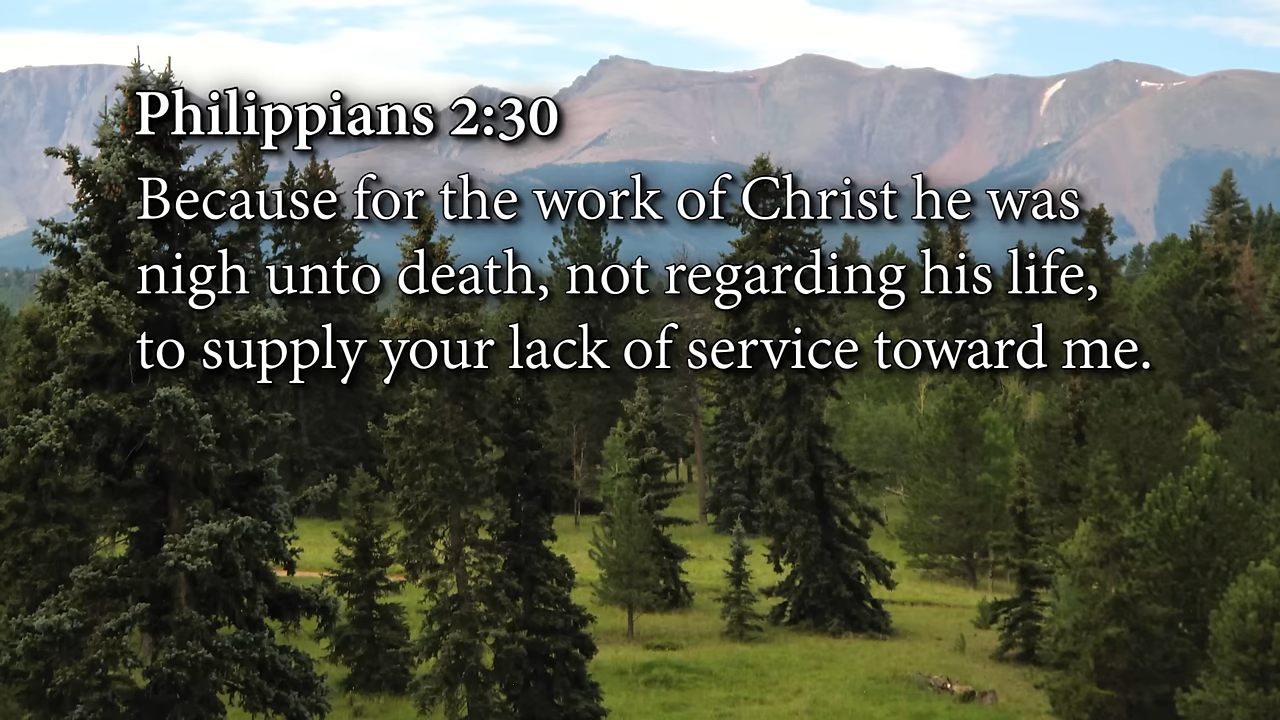 Philippians 2:30
Because for the work of Christ he was
nigh unto death, not regarding his life,
to supply your lack of service toward me.